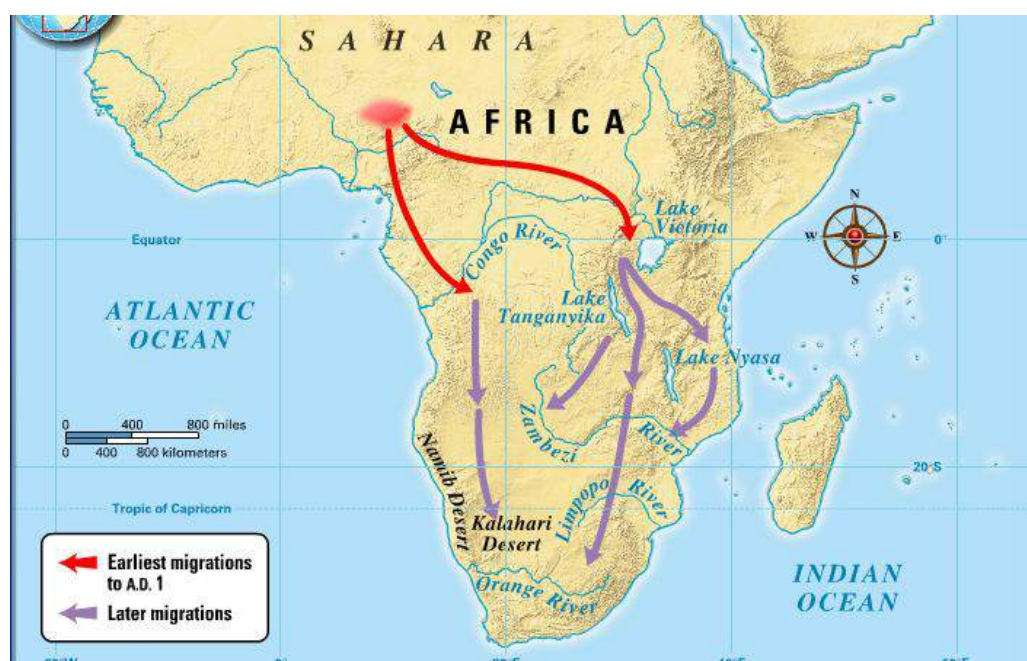 SAHARA
AFRICA
N
W E
S
Lake
Victoria
Equator
0°
Congo River
ATLANTIC
OCEAN
Lake
Tanganyika
Lake Nyasa
0 400 800 miles
0 400 800 kilometers
Zambezi
River
Namib Desert
20°S
Limpopo River
Tropic of Capricorn
Kalahari
Desert
Orange River
INDIAN
OCEAN
Earliest migrations
to A.D. 1
Later migrations